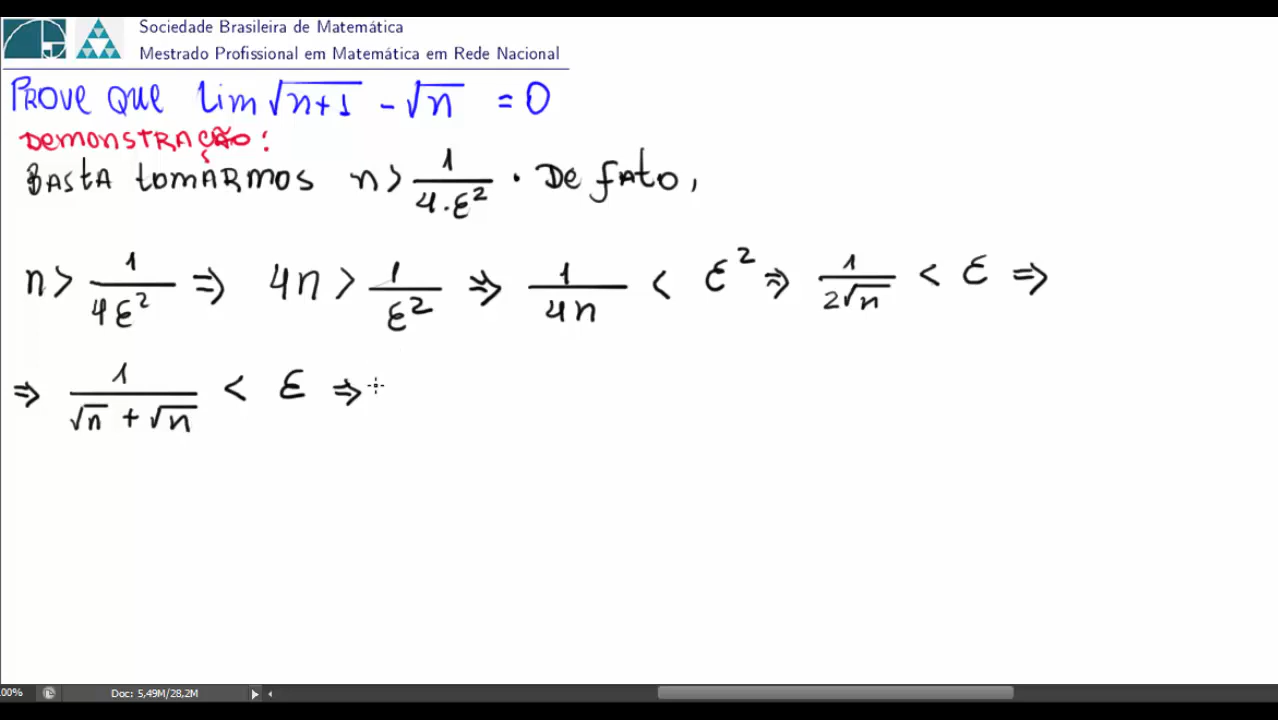 Sociedade Brasileira de Matemática
Mestrado Profissional em Matemática em Rede Nacional
PROVE QUE lim √(n+1) - √n = 0
DEMONSTRAÇÃO:
BASTA TOMARMOS n > 1/(4·ε²) . DE FATO,
n > 1/(4ε²) ⇒ 4n > 1/ε² ⇒ 1/(4n) < ε² ⇒ 1/(2√n) < ε ⇒
⇒ 1/(√n + √n) < ε ⇒
00% Doc: 5,49M/28,2M